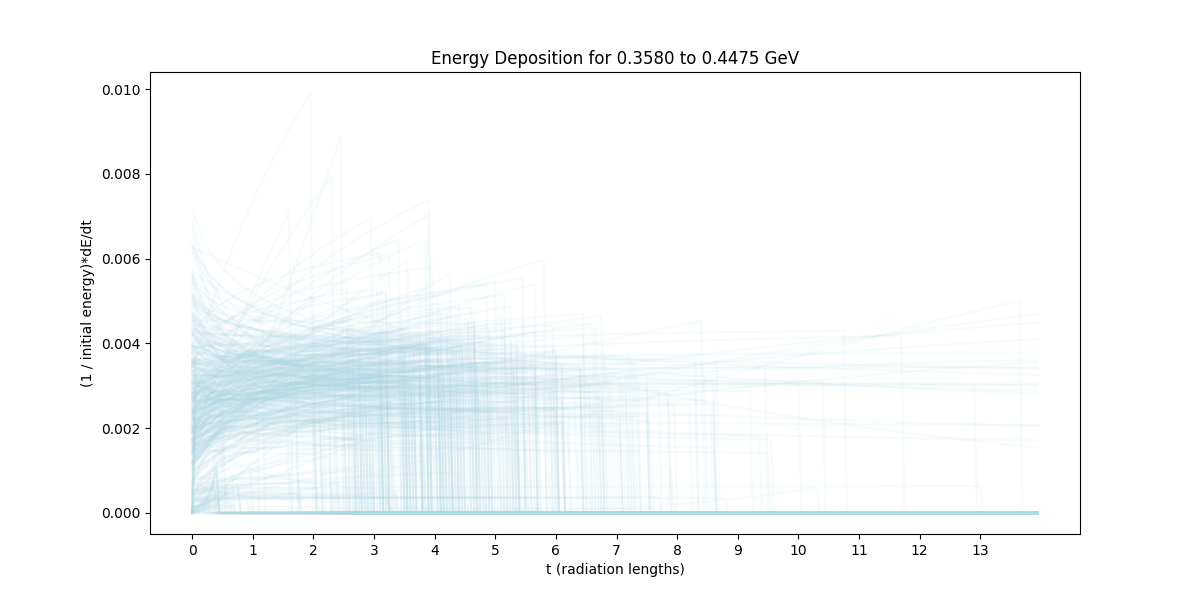 Energy Deposition for 0.3580 to 0.4475 GeV
0.010
0.008
0.006
0.004
0.002
0.000
(1 / initial energy)*dE/dt
0 1 2 3 4 5 6 7 8 9 10 11 12 13
t (radiation lengths)